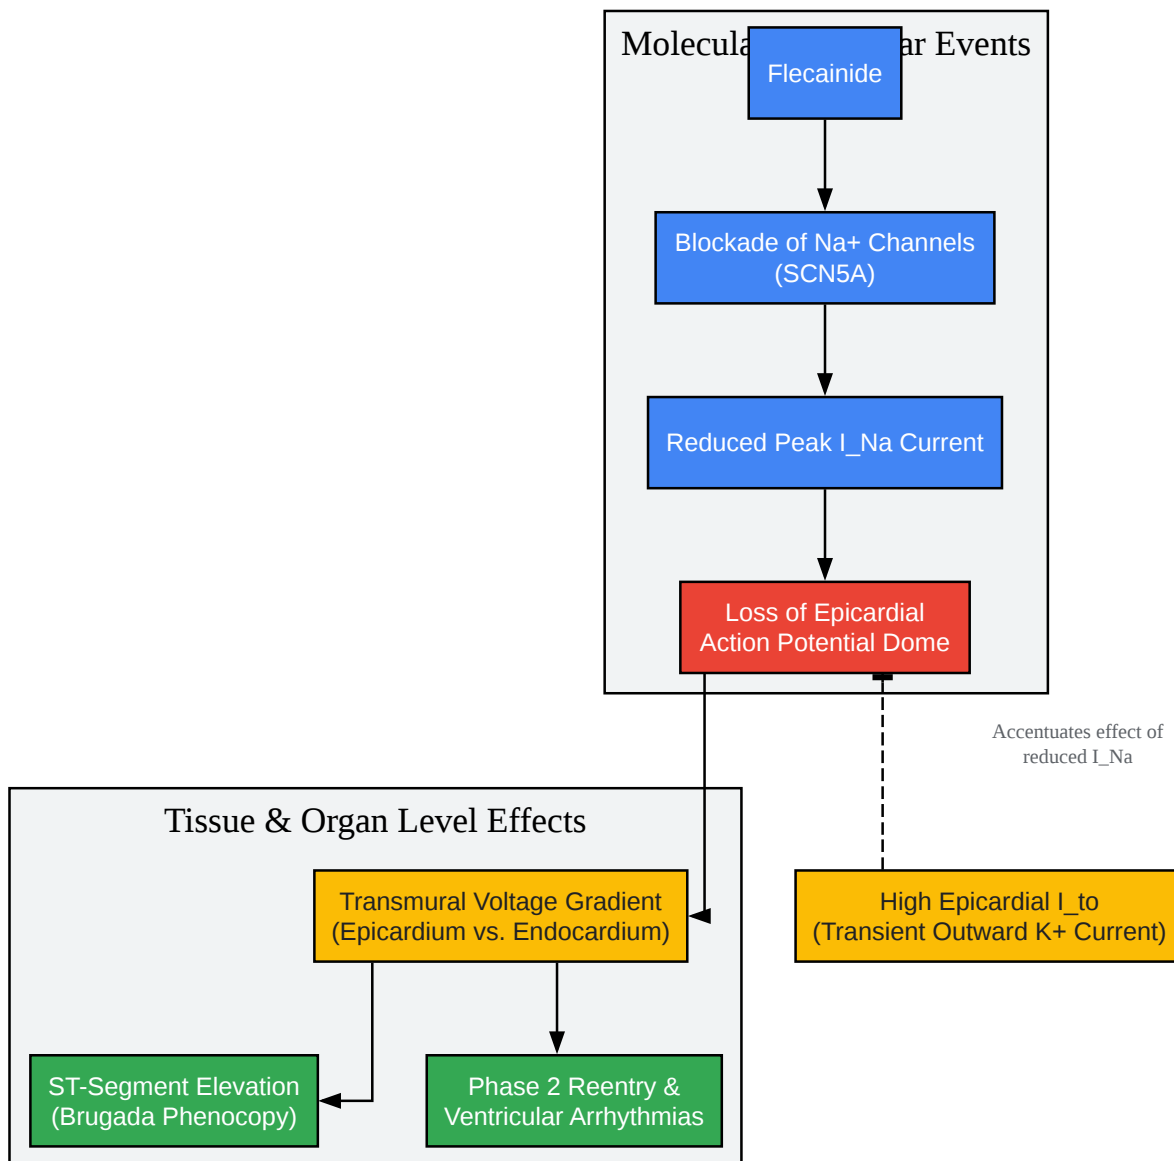 Molecula
ar Events
Flecainide
Blockade of Na+ Channels
(SCN5A)
Reduced Peak I_Na Current
Loss of Epicardial
Action Potential Dome
Accentuates effect of
reduced I_Na
Tissue & Organ Level Effects
Transmural Voltage Gradient
(Epicardium vs. Endocardium)
High Epicardial I_to
(Transient Outward K+ Current)
ST-Segment Elevation
(Brugada Phenocopy)
Phase 2 Reentry &
Ventricular Arrhythmias